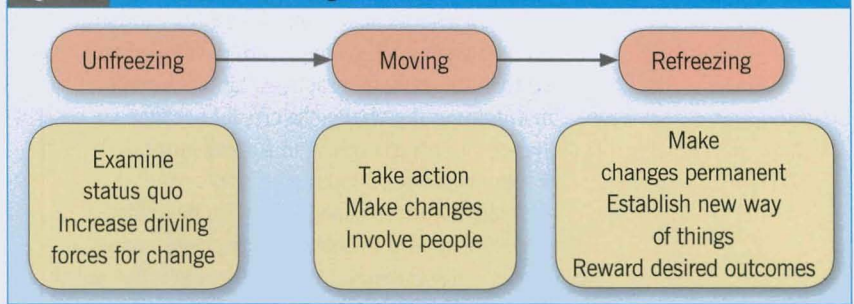 Unfreezing
Moving
Refreezing
Examine
status quo
Increase driving
forces for change
Take action
Make changes
Involve people
Make
changes permanent
Establish new way
of things
Reward desired outcomes